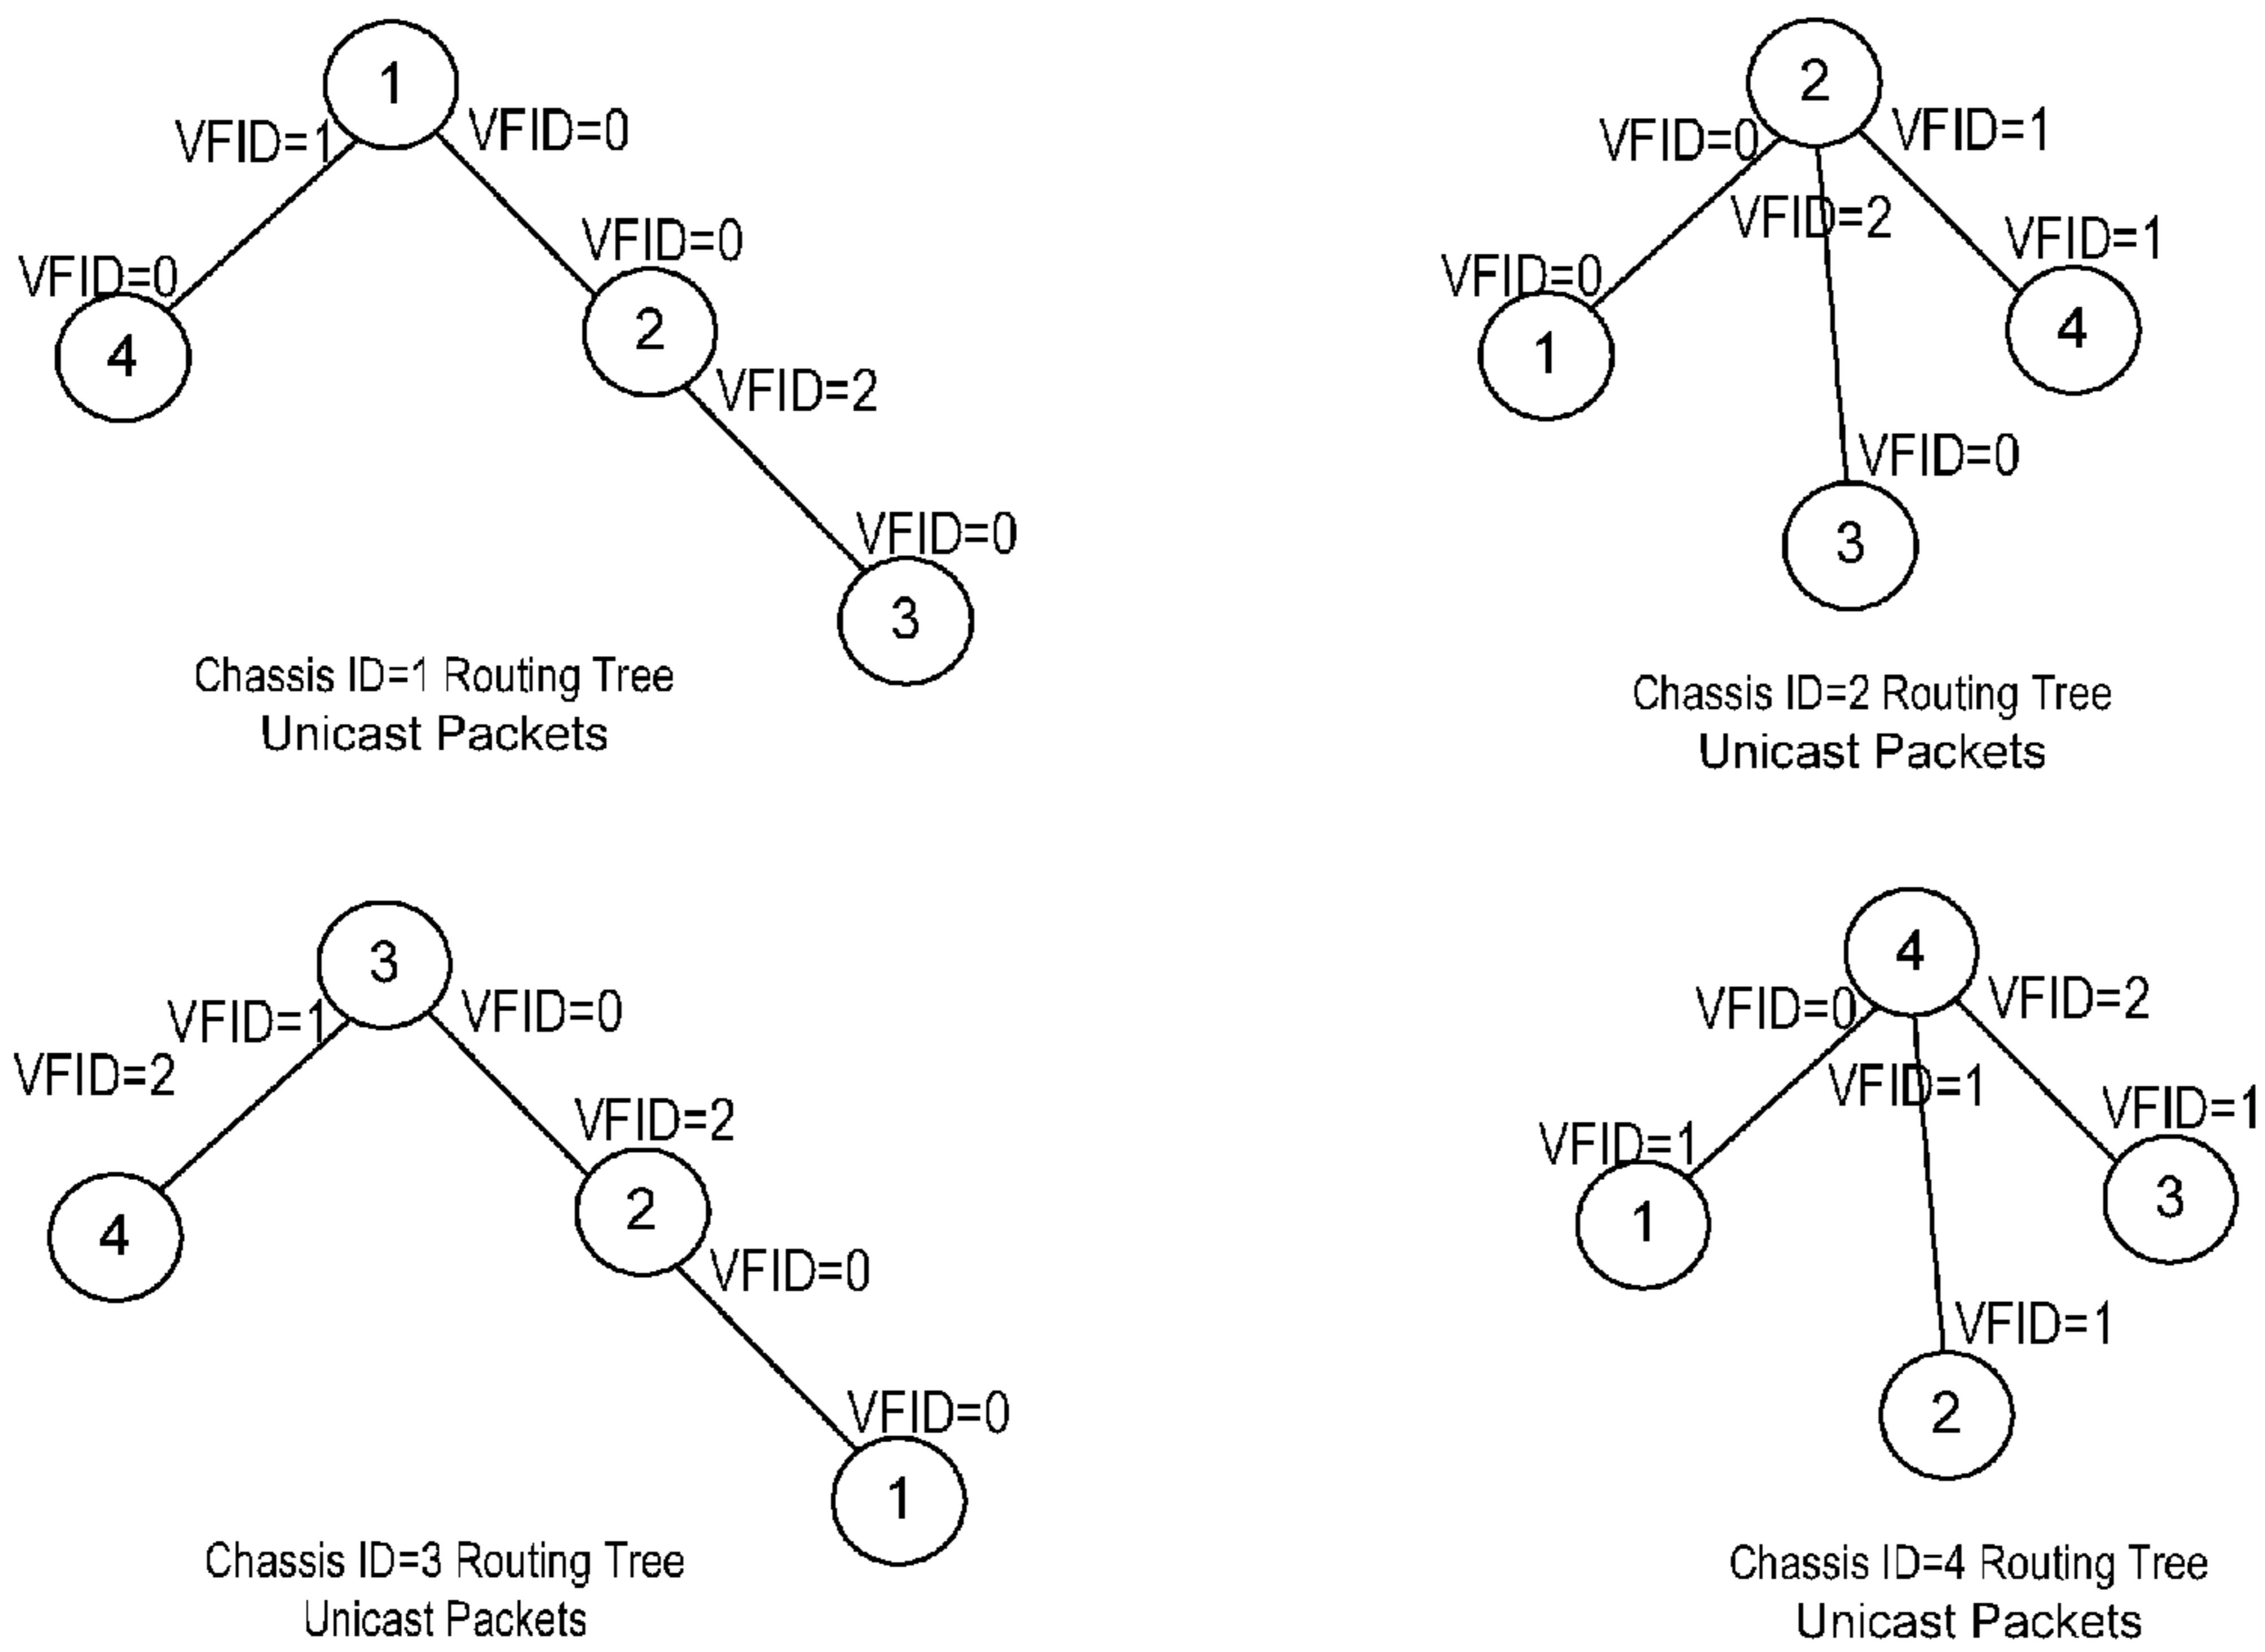 1
VFID=1
VFID=0
VFID=0
VFID=0
4
2
VFID=2
VFID=0
3
Chassis ID=1 Routing Tree
Unicast Packets
2
VFID=0
VFID=1
VFID=2
VFID=0
VFID=1
1
4
VFID=0
3
Chassis ID=2 Routing Tree
Unicast Packets
3
VFID=1
VFID=0
VFID=2
VFID=2
4
2
VFID=0
VFID=0
1
Chassis ID=3 Routing Tree
Unicast Packets
4
VFID=0
VFID=2
VFID=1
VFID=1
VFID=1
1
3
VFID=1
2
Chassis ID=4 Routing Tree
Unicast Packets